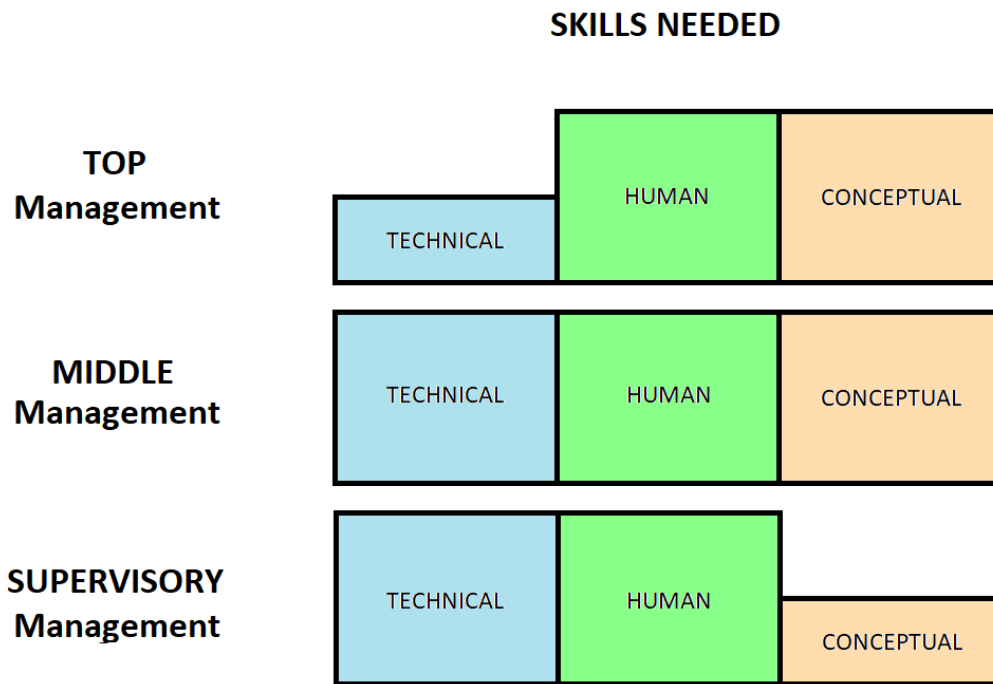 SKILLS NEEDED
TOP
Management
TECHNICAL
HUMAN
CONCEPTUAL
MIDDLE
Management
TECHNICAL
HUMAN
CONCEPTUAL
SUPERVISORY
Management
TECHNICAL
HUMAN
CONCEPTUAL